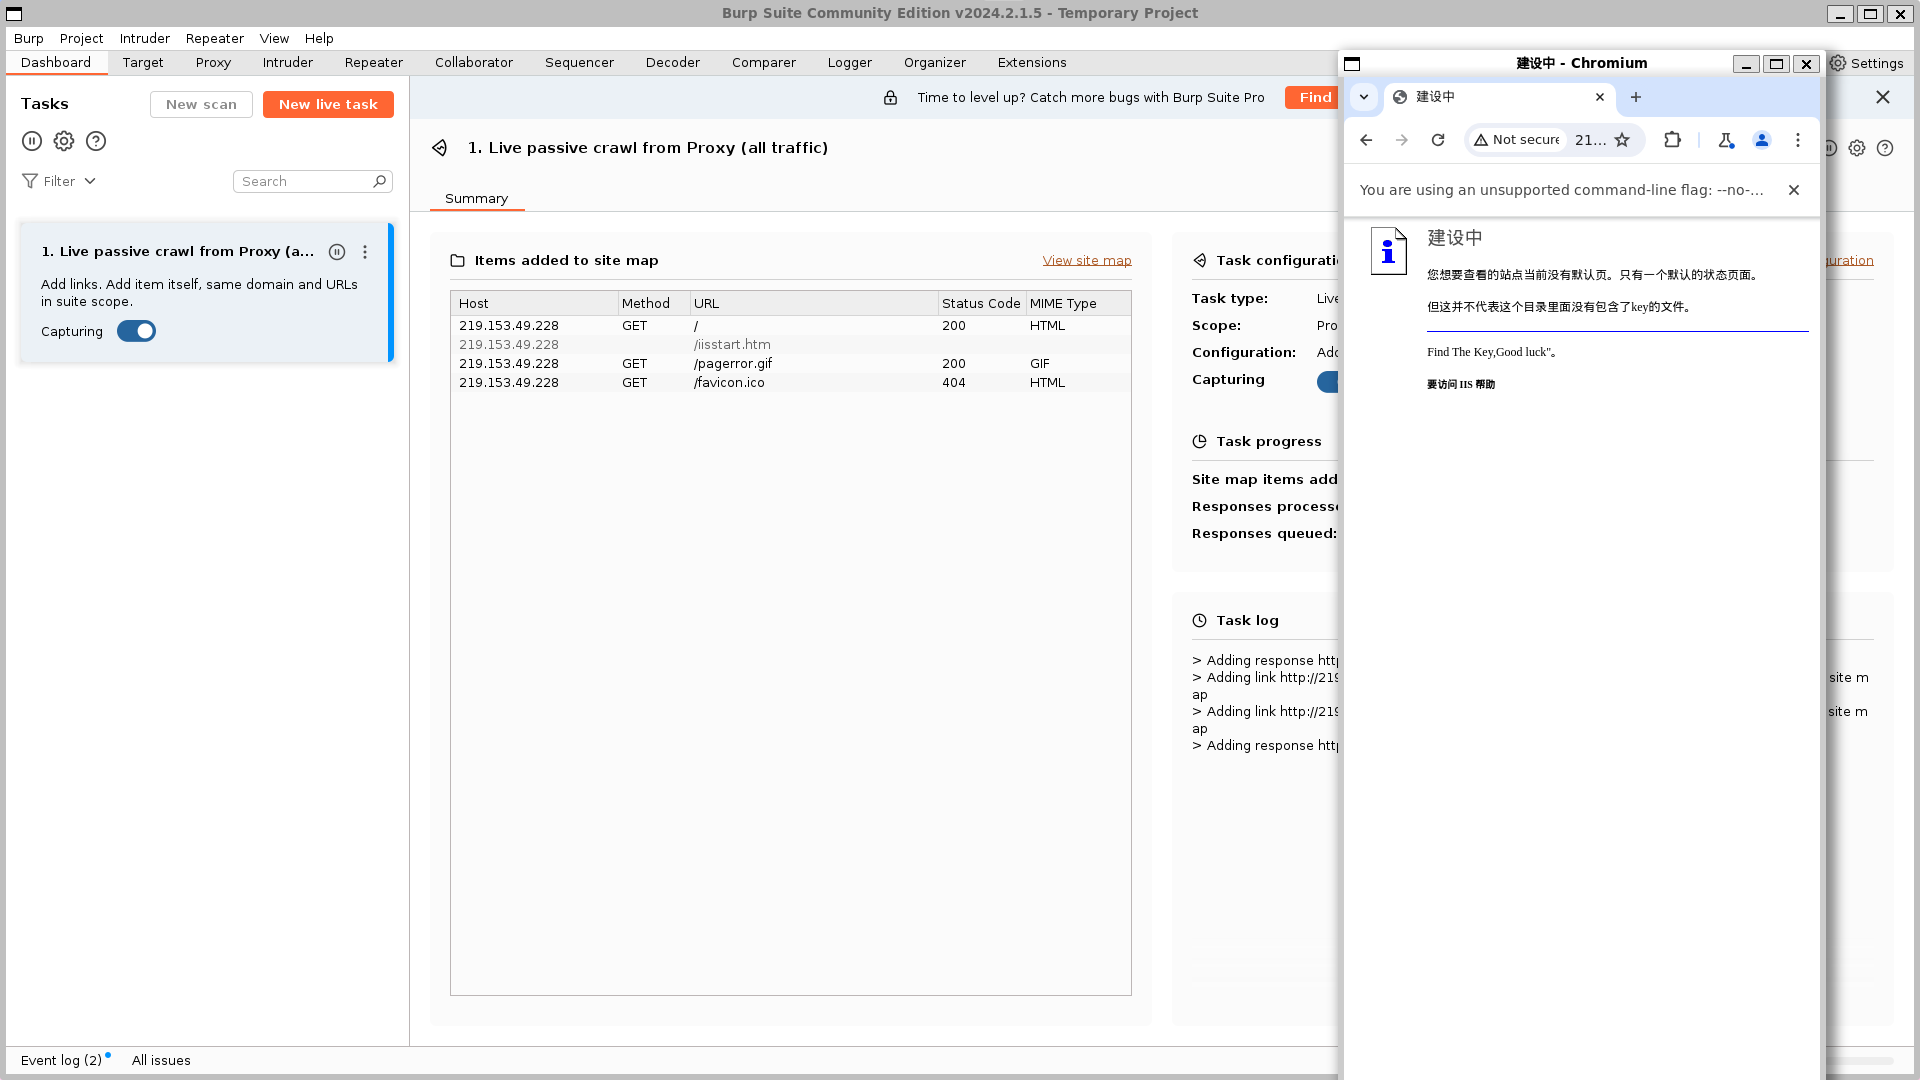 Burp Suite Community Edition v2024.2.1.5 - Temporary Project
Burp Project Intruder Repeater View Help
Dashboard Target Proxy Intruder Repeater Collaborator Sequencer Decoder Comparer Logger Organizer Extensions Settings
Tasks New scan New live task
Filter Search
1. Live passive crawl from Proxy (a...
Add links. Add item itself, same domain and URLs
in suite scope.
Capturing
Time to level up? Catch more bugs with Burp Suite Pro Find
1. Live passive crawl from Proxy (all traffic)
Summary
Items added to site map View site map
Host Method URL Status Code MIME Type
219.153.49.228 GET / 200 HTML
219.153.49.228 /iisstart.htm
219.153.49.228 GET /pagerror.gif 200 GIF
219.153.49.228 GET /favicon.ico 404 HTML
Task configurati
uration
Task type: Live
Scope: Pro
Configuration: Add
Capturing
Task progress
Site map items add
Responses process
Responses queued:
Task log
> Adding response http
> Adding link http://219 site m
ap
> Adding link http://219 site m
ap
> Adding response http
建设中 - Chromium
建设中
Not secure 21...
You are using an unsupported command-line flag: --no-...
建设中
您想要查看的站点当前没有默认页。只有一个默认的状态页面。
但这并不代表这个目录里面没有包含了key的文件。
Find The Key,Good luck"。
要访问 IIS 帮助
Event log (2) All issues